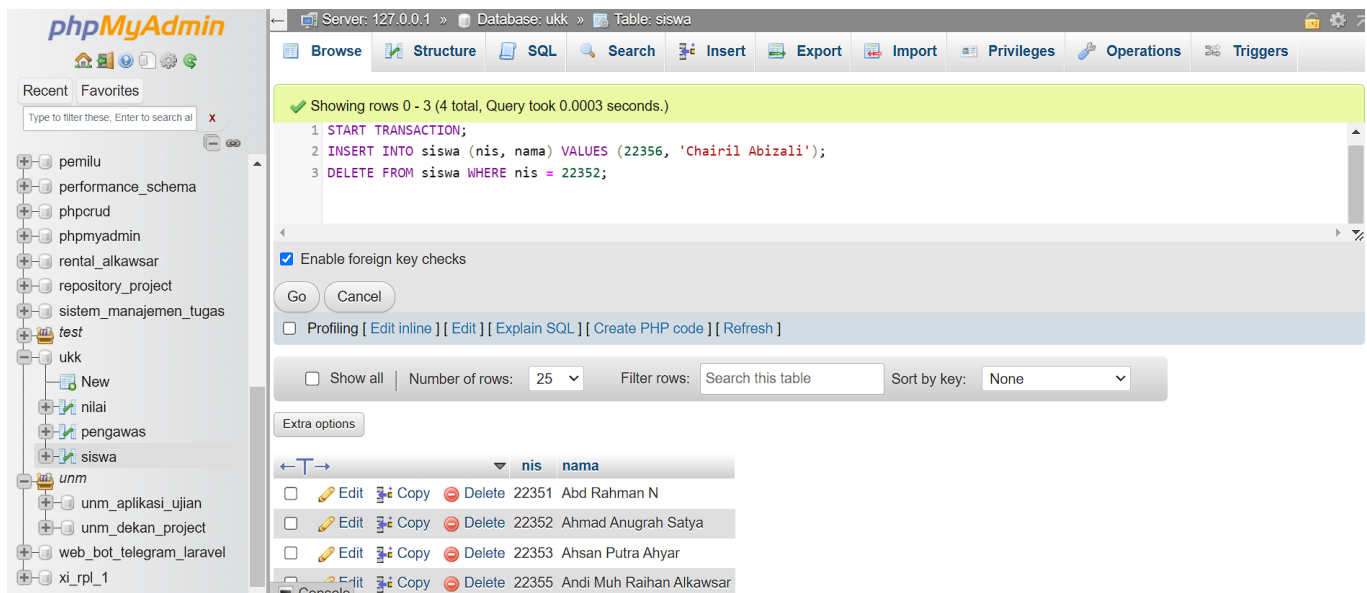 phpMyAdmin
Recent Favorites
Type to filter these, Enter to search al X
pemilu
performance_schema
phpcrud
phpmyadmin
rental_alkawsar
repository_project
sistem_manajemen_tugas
test
ukk
New
nilai
pengawas
siswa
unm
unm_aplikasi_ujian
unm_dekan_project
web_bot_telegram_laravel
xi_rpl_1
Server: 127.0.0.1 » Database: ukk » Table: siswa
Browse Structure SQL Search Insert Export Import Privileges Operations Triggers
Showing rows 0 - 3 (4 total, Query took 0.0003 seconds.)
1 START TRANSACTION;
2 INSERT INTO siswa (nis, nama) VALUES (22356, 'Chairil Abizali');
3 DELETE FROM siswa WHERE nis = 22352;
Enable foreign key checks
Go Cancel
Profiling [ Edit inline ] [ Edit ] [ Explain SQL ] [ Create PHP code ] [ Refresh ]
Show all | Number of rows: 25 Filter rows: Search this table Sort by key: None
Extra options
←T→ nis nama
Edit Copy Delete 22351 Abd Rahman N
Edit Copy Delete 22352 Ahmad Anugrah Satya
Edit Copy Delete 22353 Ahsan Putra Ahyar
Edit Copy Delete 22355 Andi Muh Raihan Alkawsar
Console